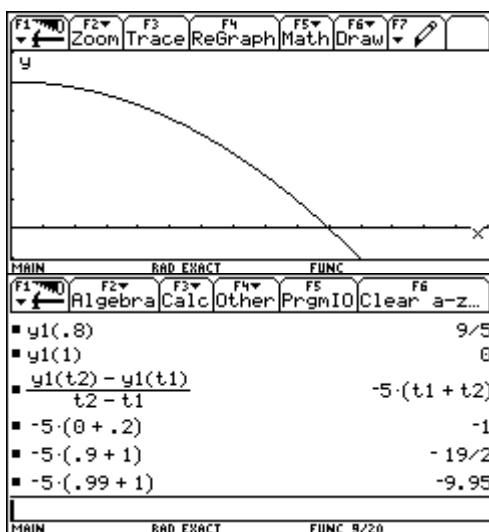 F1 F2 F3 F4 F5 F6 F7
Zoom Trace ReGraph Math Draw
y
x
MAIN RAD EXACT FUNC
F1 F2 F3 F4 F5 F6
Algebra Calc Other PrgmIO Clear a-z...
y1(.8) 9/5
y1(1) 0
y1(t2) - y1(t1)
t2 - t1
-5·(t1 + t2)
-5·(0 + .2) -1
-5·(.9 + 1) -19/2
-5·(.99 + 1) -9.95
MAIN RAD EXACT FUNC 9/20